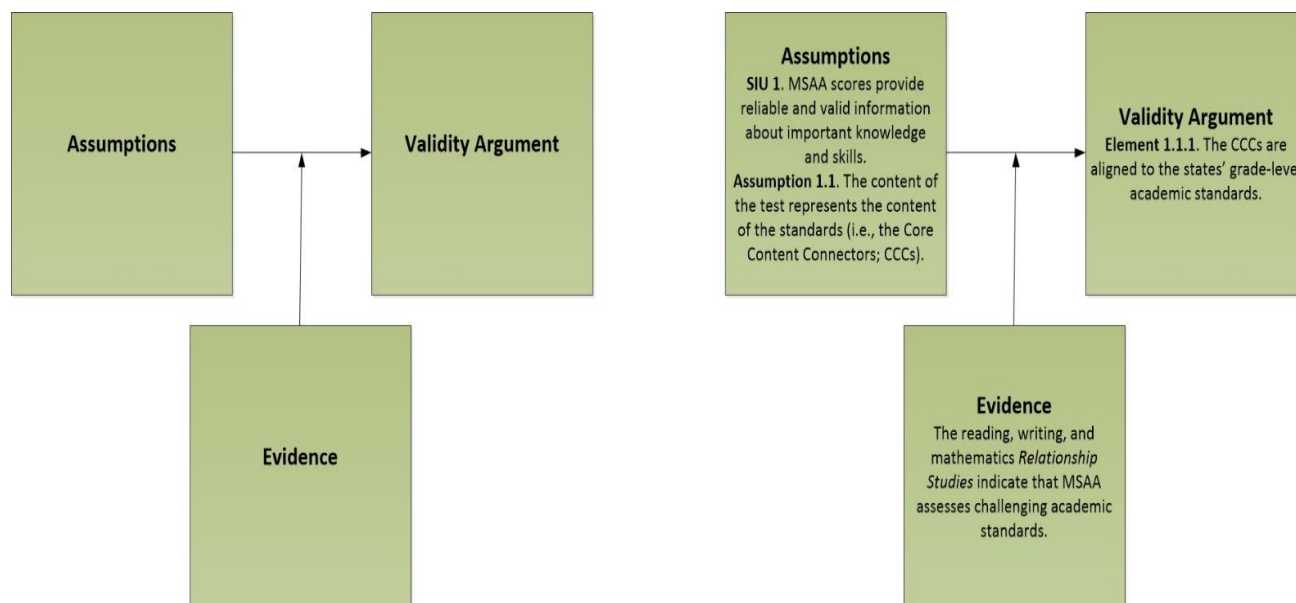 Assumptions
Validity Argument
Evidence
Assumptions
SIU 1. MSAA scores provide
reliable and valid information
about important knowledge
and skills.
Assumption 1.1. The content of
the test represents the content
of the standards (i.e., the Core
Content Connectors; CCCs).
Validity Argument
Element 1.1.1. The CCCs are
aligned to the states’ grade-leve
academic standards.
Evidence
The reading, writing, and
mathematics Relationship
Studies indicate that MSAA
assesses challenging academic
standards.